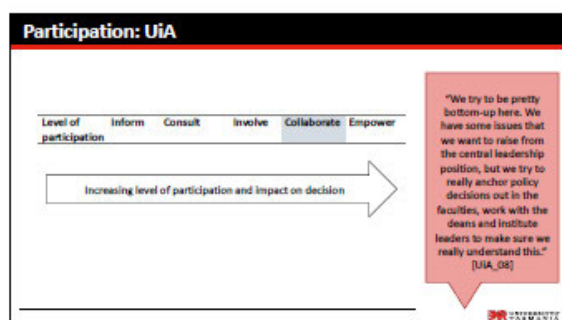 Participation: UiA
Level of participation Inform Consult Involve Collaborate Empower
Increasing level of participation and impact on decision
"We try to be pretty
bottom-up here. We
have some issues that
we want to raise from
the central leadership
position, but we try to
really anchor policy
decisions out in the
faculties, work with the
deans and institute
leaders to make sure we
really understand this."
[UiA_08]
UNIVERSITY
TASMANIA